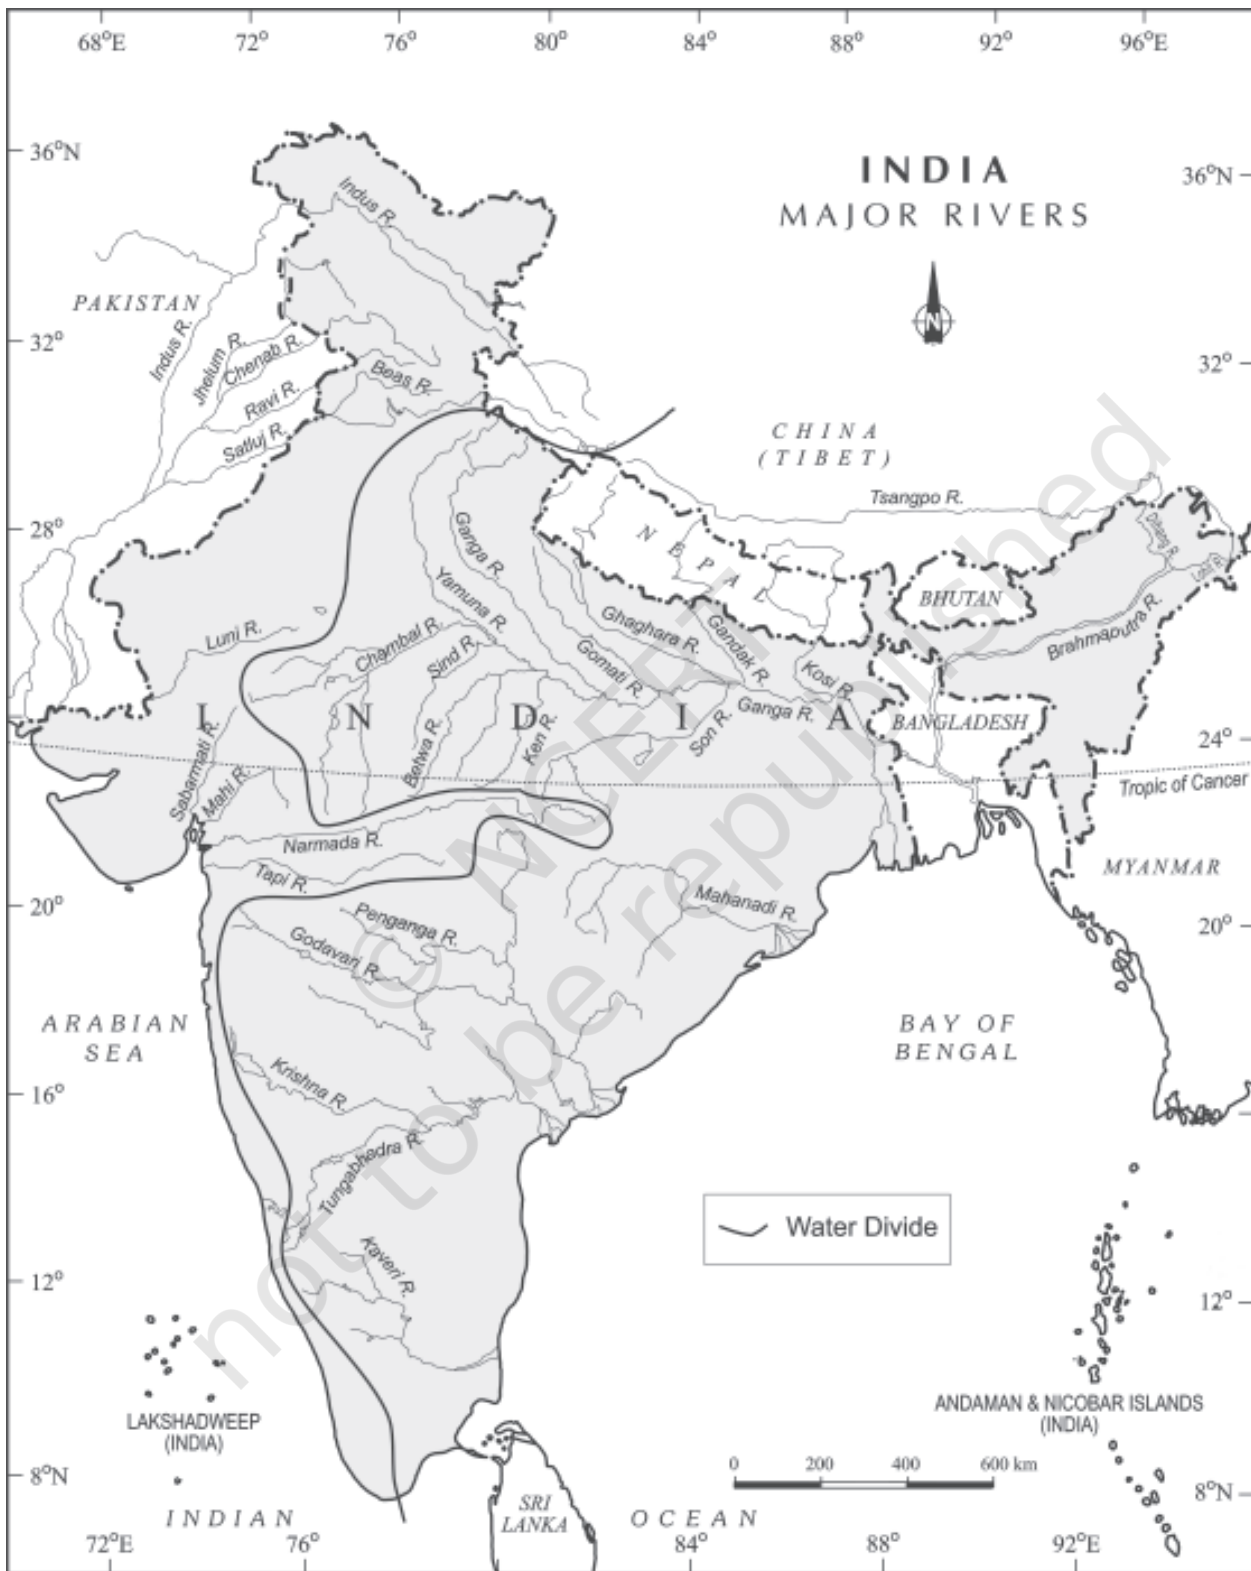 68°E 72° 76° 80° 84° 88° 92° 96°E
36°N
INDIA
MAJOR RIVERS
36°N
N
Indus R.
PAKISTAN
Indus R.
Jhelum R.
Chenab R.
Ravi R.
Satluj R.
Beas R.
32°
32°
CHINA
(TIBET)
Tsangpo R.
28°
28°
NEPAL
BHUTAN
Dihang R.
Lohit R.
Brahmaputra R.
Ganga R.
Yamuna R.
Ghaghara R.
Gandak R.
Gomati R.
Kosi R.
Luni R.
Chambal R.
Sind R.
Betwa R.
Ken R.
Son R.
Ganga R.
INDIA
BANGLADESH
24°
24°
Tropic of Cancer
Sabarmati R.
Mahi R.
Narmada R.
Tapi R.
MYANMAR
Mahanadi R.
20°
20°
Penganga R.
Godavari R.
ARABIAN
SEA
BAY OF
BENGAL
Krishna R.
16°
Tungabhadra R.
Water Divide
Kaveri R.
12°
12°
LAKSHADWEEP
(INDIA)
ANDAMAN & NICOBAR ISLANDS
(INDIA)
0 200 400 600 km
8°N
8°N
SRI
LANKA
INDIAN OCEAN
72° 76° 84° 88° 92°E
© NCERT
not to be republished